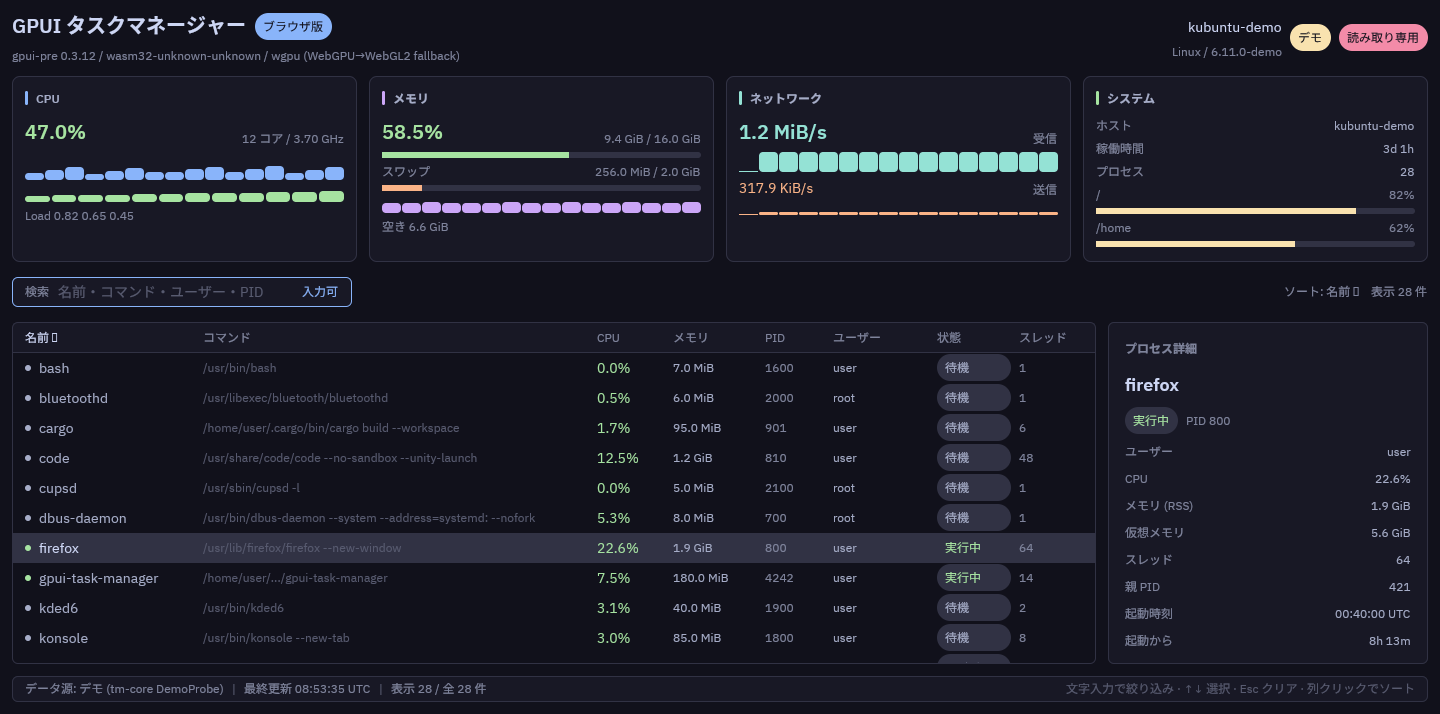 GPUI タスクマネージャー ブラウザ版
gpui-pre 0.3.12 / wasm32-unknown-unknown / wgpu (WebGPU→WebGL2 fallback)
kubuntu-demo
Linux / 6.11.0-demo
デモ 読み取り専用
CPU
47.0% 12 コア / 3.70 GHz
Load 0.82 0.65 0.45
メモリ
58.5% 9.4 GiB / 16.0 GiB
スワップ 256.0 MiB / 2.0 GiB
空き 6.6 GiB
ネットワーク
1.2 MiB/s 受信
317.9 KiB/s 送信
システム
ホスト kubuntu-demo
稼働時間 3d 1h
プロセス 28
/ 82%
/home 62%
検索 名前・コマンド・ユーザー・PID 入力可
ソート: 名前 表示 28 件
名前 コマンド CPU メモリ PID ユーザー 状態 スレッド
bash /usr/bin/bash 0.0% 7.0 MiB 1600 user 待機 1
bluetoothd /usr/libexec/bluetooth/bluetoothd 0.5% 6.0 MiB 2000 root 待機 1
cargo /home/user/.cargo/bin/cargo build --workspace 1.7% 95.0 MiB 901 user 待機 6
code /usr/share/code/code --no-sandbox --unity-launch 12.5% 1.2 GiB 810 user 待機 48
cupsd /usr/sbin/cupsd -l 0.0% 5.0 MiB 2100 root 待機 1
dbus-daemon /usr/bin/dbus-daemon --system --address=systemd: --nofork 5.3% 8.0 MiB 700 root 待機 1
firefox /usr/lib/firefox/firefox --new-window 22.6% 1.9 GiB 800 user 実行中 64
gpui-task-manager /home/user/.../gpui-task-manager 7.5% 180.0 MiB 4242 user 実行中 14
kded6 /usr/bin/kded6 3.1% 40.0 MiB 1900 user 待機 2
konsole /usr/bin/konsole --new-tab 3.0% 85.0 MiB 1800 user 待機 8
プロセス詳細
firefox
実行中 PID 800
ユーザー user
CPU 22.6%
メモリ (RSS) 1.9 GiB
仮想メモリ 5.6 GiB
スレッド 64
親 PID 421
起動時刻 00:40:00 UTC
起動から 8h 13m
データ源: デモ (tm-core DemoProbe) | 最終更新 08:53:35 UTC | 表示 28 / 全 28 件
文字入力で絞り込み · ↑↓ 選択 · Esc クリア · 列クリックでソート